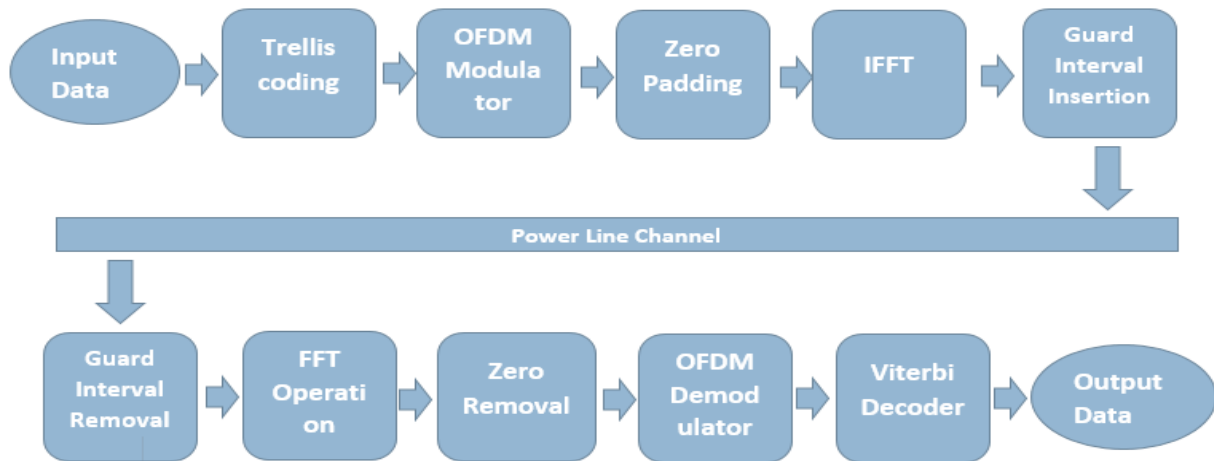 Input
Data
Trellis
coding
OFDM
Modula
tor
Zero
Padding
IFFT
Guard
Interval
Insertion
Power Line Channel
Guard
Interval
Removal
FFT
Operati
on
Zero
Removal
OFDM
Demod
ulator
Viterbi
Decoder
Output
Data